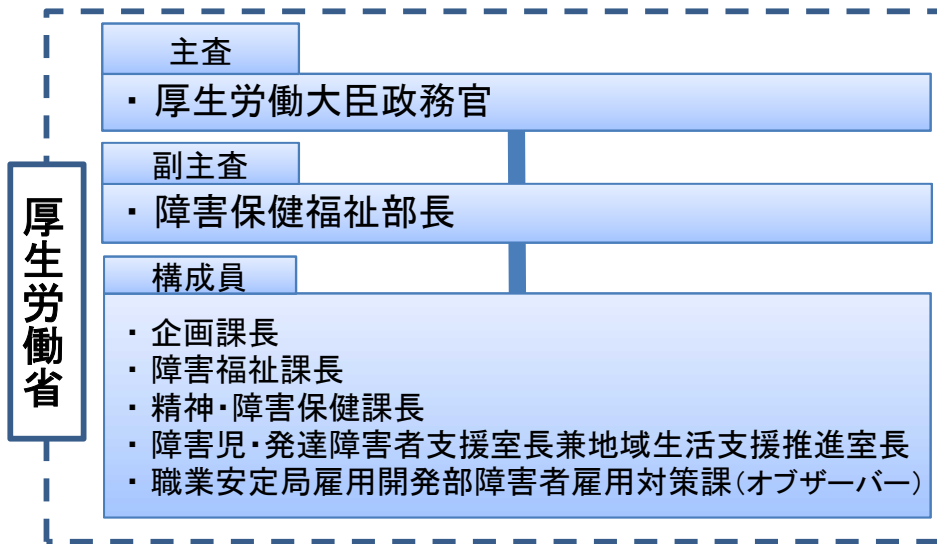 厚生労働省
主査
・ 厚生労働大臣政務官
副主査
・ 障害保健福祉部長
構成員
・ 企画課長
・ 障害福祉課長
・ 精神・障害保健課長
・ 障害児・発達障害者支援室長兼地域生活支援推進室長
・ 職業安定局雇用開発部障害者雇用対策課（オブザーバー）